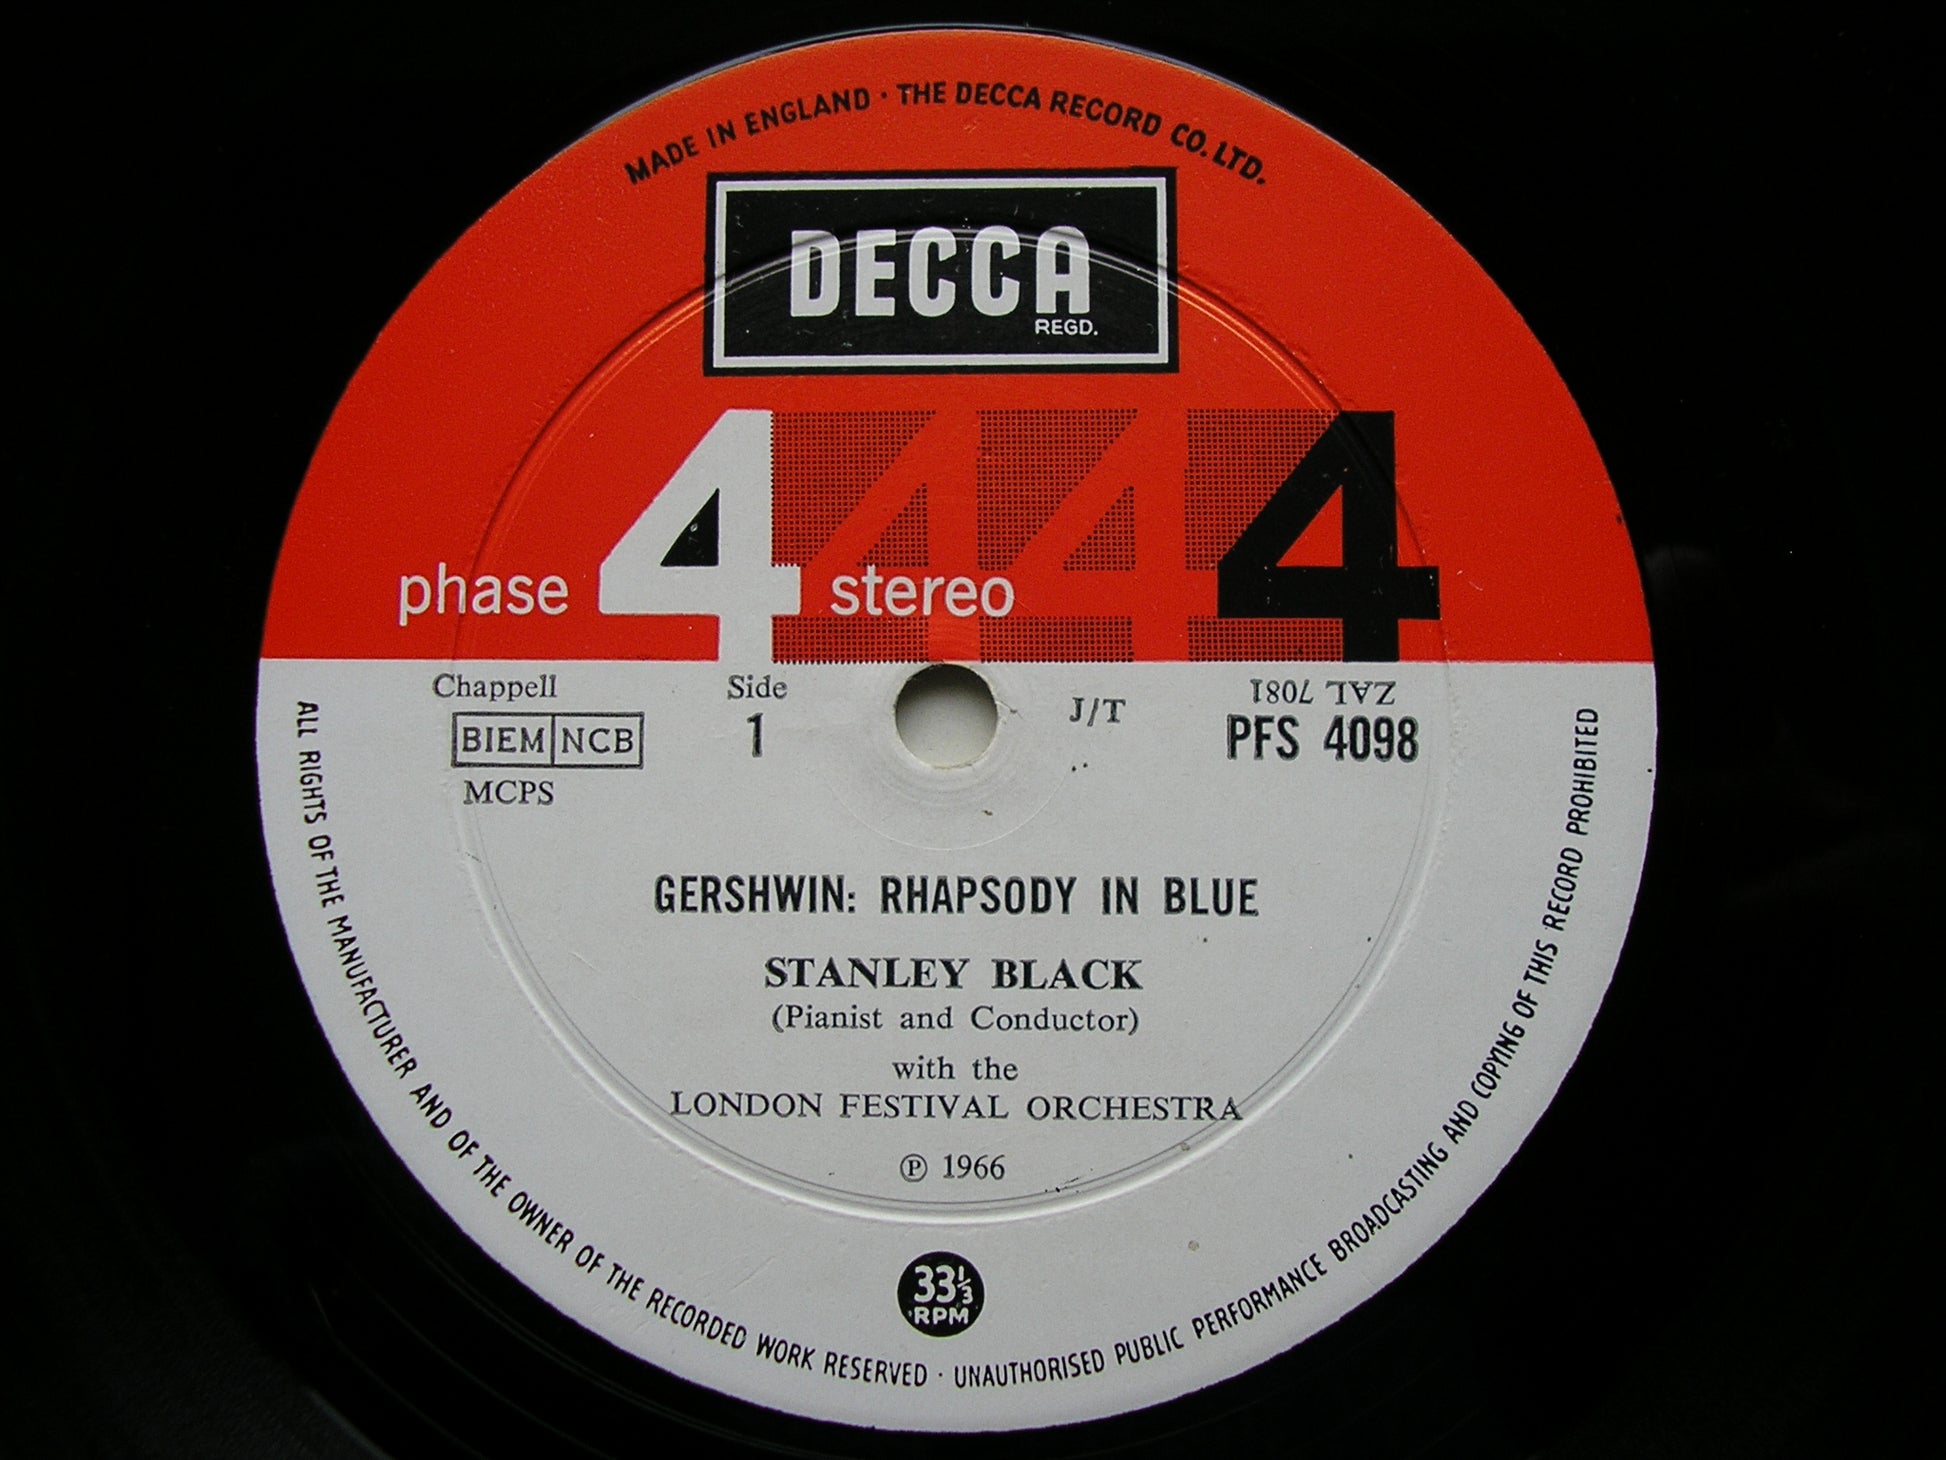 MADE IN ENGLAND · THE DECCA RECORD CO. LTD.
DECCA
REGD.
phase 4 stereo 4 4 4
Chappell
Side
ZAL 7081
BIEM NCB
1
J/T
PFS 4098
MCPS
GERSHWIN: RHAPSODY IN BLUE
STANLEY BLACK
(Pianist and Conductor)
with the
LONDON FESTIVAL ORCHESTRA
℗ 1966
33⅓
RPM
ALL RIGHTS OF THE MANUFACTURER AND OF THE OWNER OF THE RECORDED WORK RESERVED · UNAUTHORISED PUBLIC PERFORMANCE BROADCASTING AND COPYING OF THIS RECORD PROHIBITED